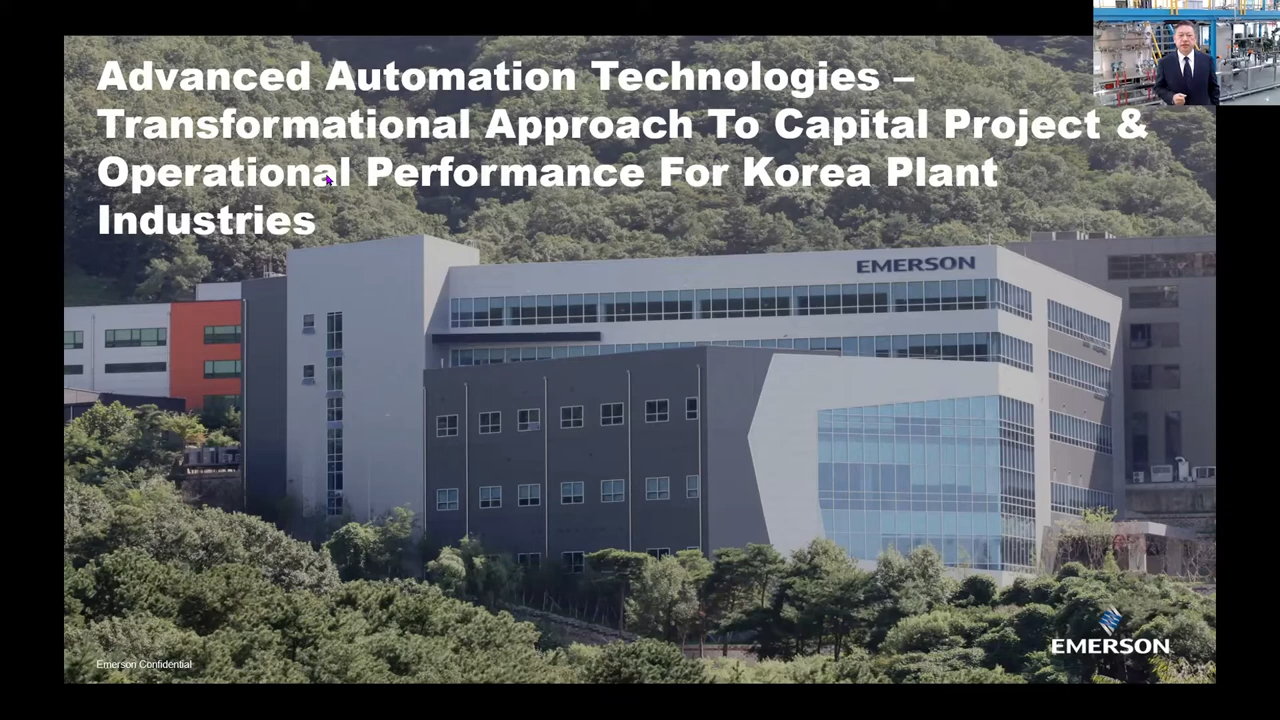 Advanced Automation Technologies –
Transformational Approach To Capital Project &
Operational Performance For Korea Plant
Industries
EMERSON
EMERSON
Emerson Confidential